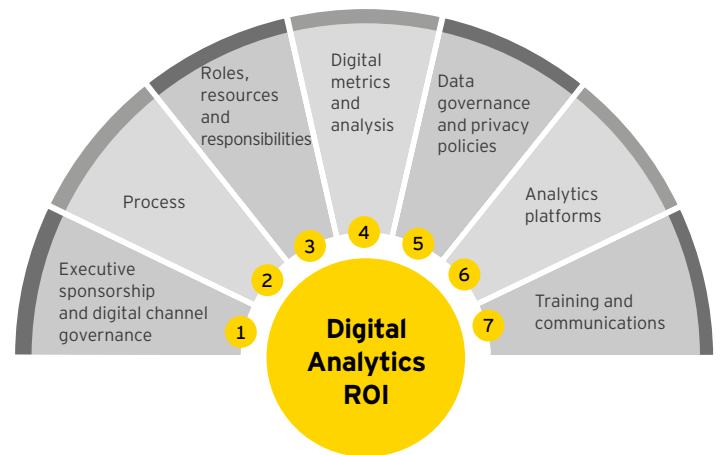 Executive
sponsorship
and digital channel
governance
1
Process
2
Roles,
resources
and
responsibilities
3
Digital
metrics
and
analysis
4
Data
governance
and privacy
policies
5
Analytics
platforms
6
Training and
communications
7
Digital
Analytics
ROI